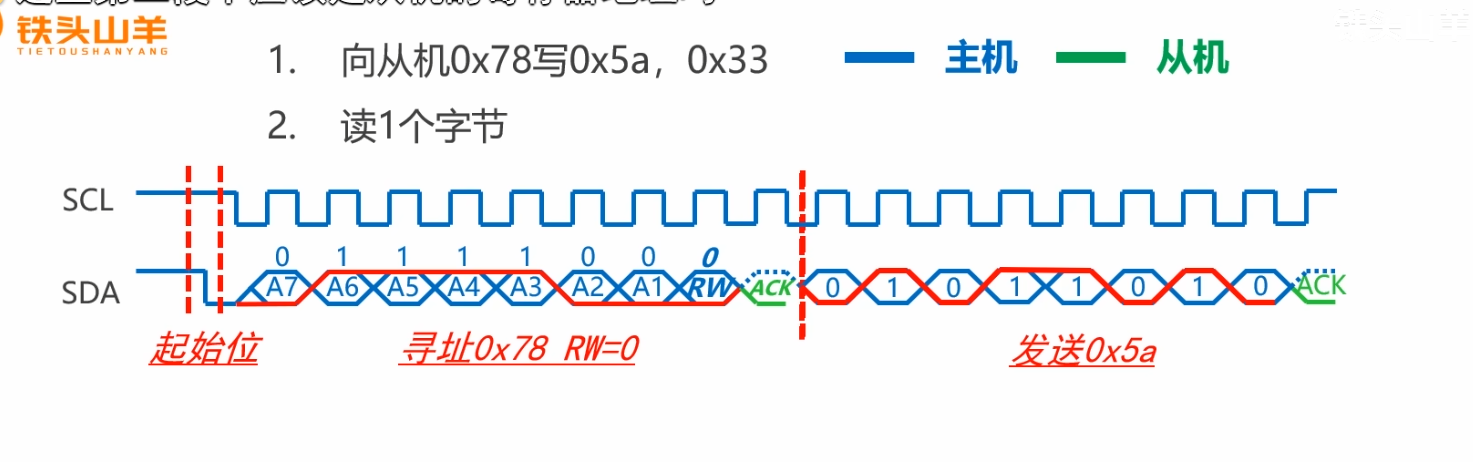 铁头山羊
TIETOUSHANYANG
1. 向从机0x78写0x5a，0x33
主机
从机
2. 读1个字节
SCL
0 1 1 1 1 0 0 0
SDA
A7 A6 A5 A4 A3 A2 A1 RW ACK 0 1 0 1 1 0 1 0 ACK
起始位
寻址0x78 RW=0
发送0x5a